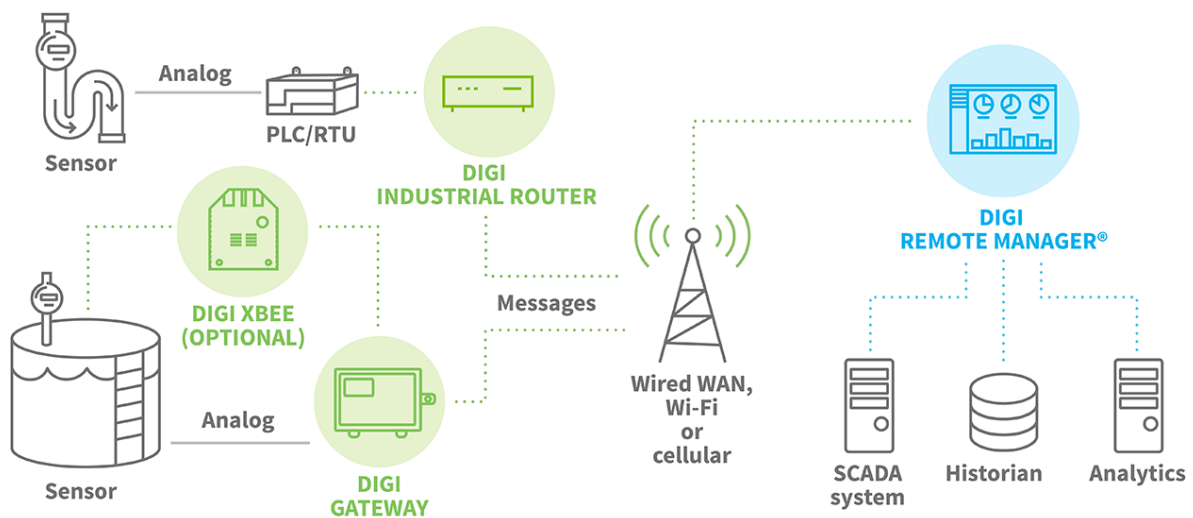 Analog
PLC/RTU
Sensor
DIGI
INDUSTRIAL ROUTER
DIGI XBEE
(OPTIONAL)
Analog
Sensor
DIGI
GATEWAY
Messages
Wired WAN,
Wi-Fi
or
cellular
DIGI
REMOTE MANAGER®
SCADA
system
Historian
Analytics